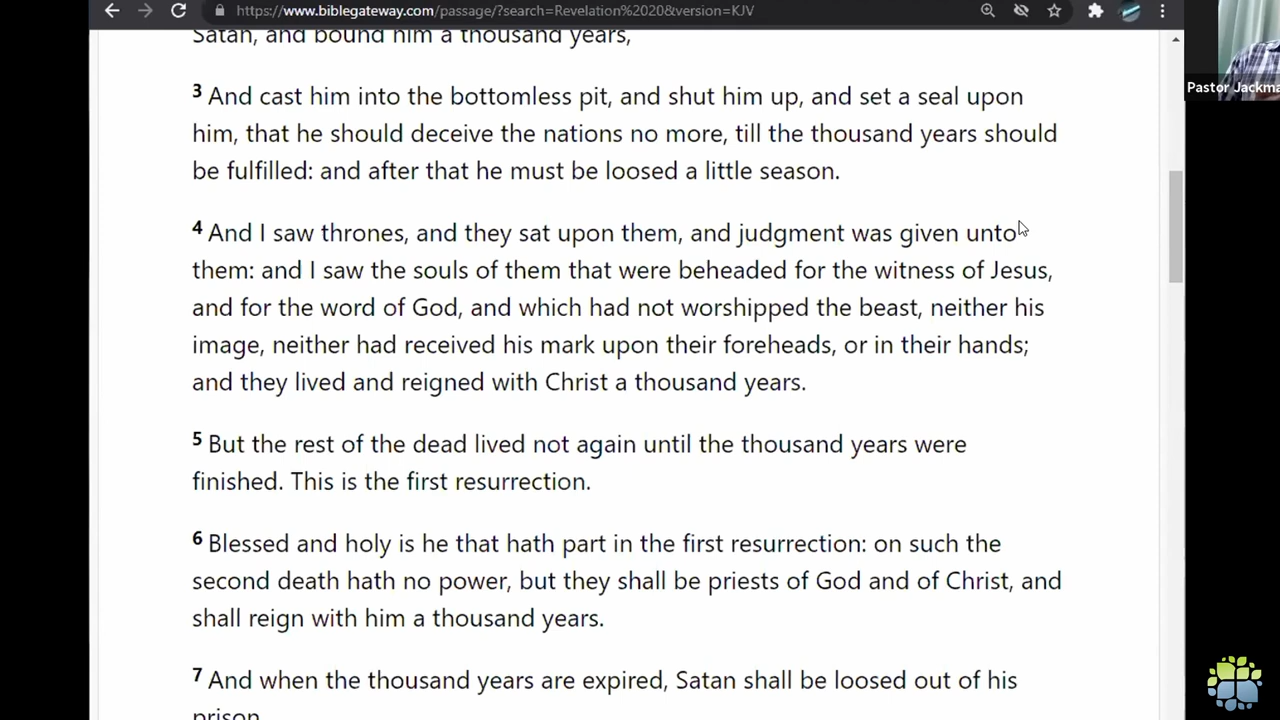 https://www.biblegateway.com/passage/?search=Revelation%2020&version=KJV
Satan, and bound him a thousand years,
3 And cast him into the bottomless pit, and shut him up, and set a seal upon
him, that he should deceive the nations no more, till the thousand years should
be fulfilled: and after that he must be loosed a little season.
4 And I saw thrones, and they sat upon them, and judgment was given unto
them: and I saw the souls of them that were beheaded for the witness of Jesus,
and for the word of God, and which had not worshipped the beast, neither his
image, neither had received his mark upon their foreheads, or in their hands;
and they lived and reigned with Christ a thousand years.
5 But the rest of the dead lived not again until the thousand years were
finished. This is the first resurrection.
6 Blessed and holy is he that hath part in the first resurrection: on such the
second death hath no power, but they shall be priests of God and of Christ, and
shall reign with him a thousand years.
7 And when the thousand years are expired, Satan shall be loosed out of his
prison
Pastor Jackma